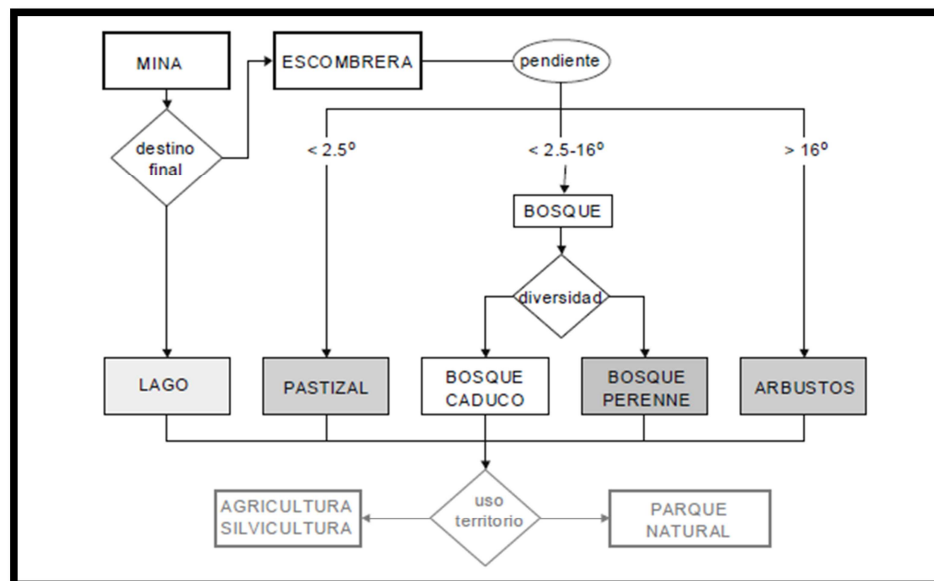 MINA
ESCOMBRERA
pendiente
destino
final
< 2.5º
< 2.5-16º
> 16º
BOSQUE
diversidad
LAGO
PASTIZAL
BOSQUE
CADUCO
BOSQUE
PERENNE
ARBUSTOS
AGRICULTURA
SILVICULTURA
uso
territorio
PARQUE
NATURAL